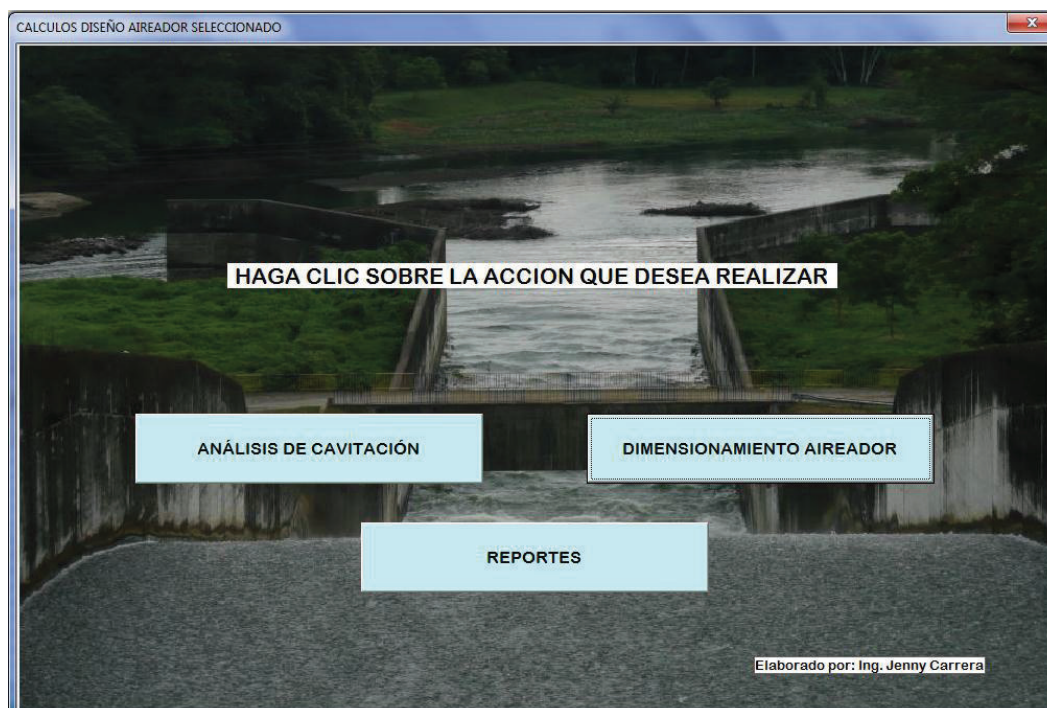 CALCULOS DISEÑO AIREADOR SELECCIONADO
HAGA CLIC SOBRE LA ACCION QUE DESEA REALIZAR
ANÁLISIS DE CAVITACIÓN
DIMENSIONAMIENTO AIREADOR
REPORTES
Elaborado por: Ing. Jenny Carrera